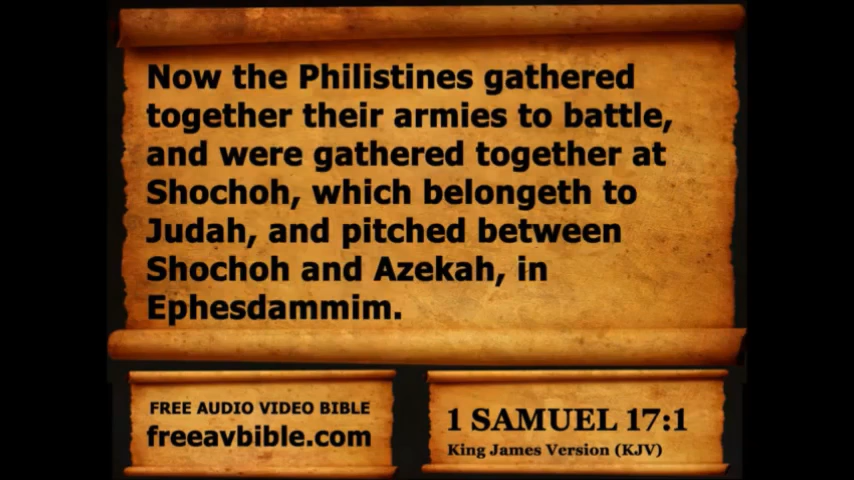 Now the Philistines gathered
together their armies to battle,
and were gathered together at
Shochoh, which belongeth to
Judah, and pitched between
Shochoh and Azekah, in
Ephesdammim.
FREE AUDIO VIDEO BIBLE
freeavbible.com
1 SAMUEL 17:1
King James Version (KJV)